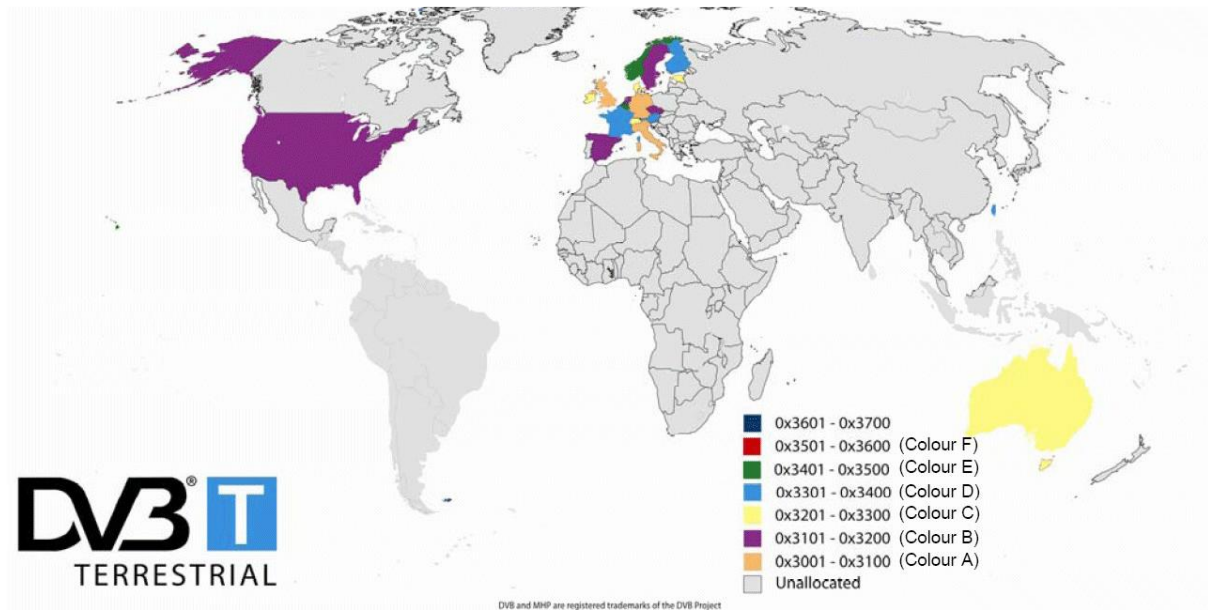 0x3601 - 0x3700
0x3501 - 0x3600 (Colour F)
0x3401 - 0x3500 (Colour E)
0x3301 - 0x3400 (Colour D)
0x3201 - 0x3300 (Colour C)
0x3101 - 0x3200 (Colour B)
0x3001 - 0x3100 (Colour A)
Unallocated
DVB® T
TERRESTRIAL
DVB and MHP are registered trademarks of the DVB Project